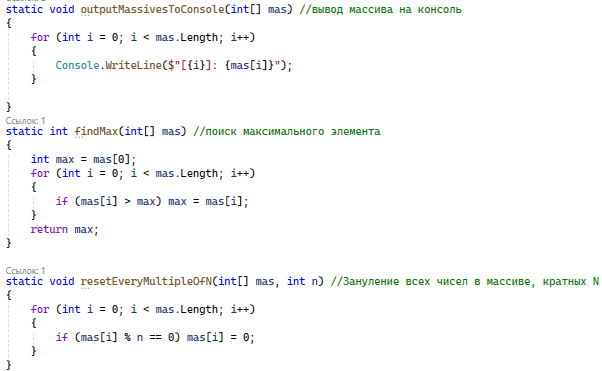 static void outputMassivesToConsole(int[] mas) //вывод массива на консоль
{
    for (int i = 0; i < mas.Length; i++)
    {
        Console.WriteLine($"[{i}]: {mas[i]}");
    }

}
Ссылок: 1
static int findMax(int[] mas) //поиск максимального элемента
{
    int max = mas[0];
    for (int i = 0; i < mas.Length; i++)
    {
        if (mas[i] > max) max = mas[i];
    }
    return max;
}

Ссылок: 1
static void resetEveryMultipleOfN(int[] mas, int n) //Зануление всех чисел в массиве, кратных N
{
    for (int i = 0; i < mas.Length; i++)
    {
        if (mas[i] % n == 0) mas[i] = 0;
    }
}